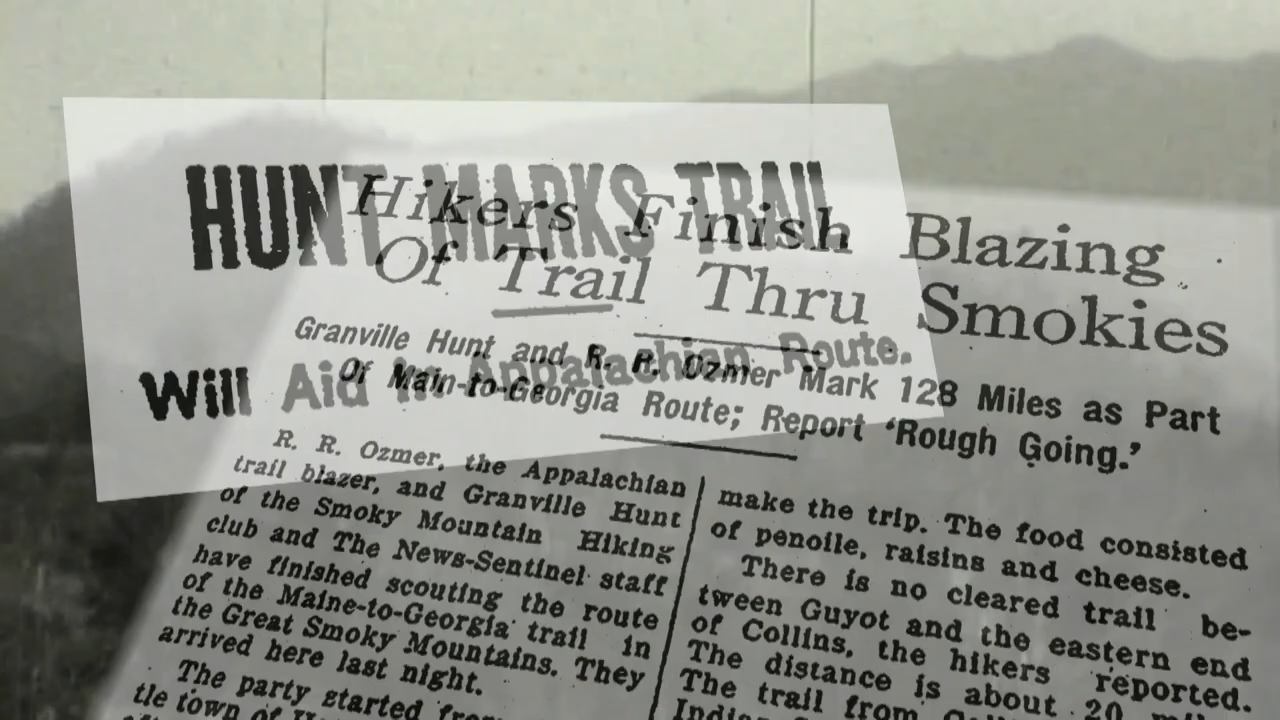 HUNT MARKS TRAIL
Will Aid in Appalachian Route.
Hikers Finish Blazing
Of Trail Thru Smokies
Granville Hunt and R. R. Ozmer Mark 128 Miles as Part
Of Main-to-Georgia Route; Report ‘Rough Going.’
R. R. Ozmer, the Appalachian
trail blazer, and Granville Hunt
of the Smoky Mountain Hiking
club and The News-Sentinel staff
have finished scouting the route
of the Maine-to-Georgia trail in
the Great Smoky Mountains. They
arrived here last night.
The party started from
tle town of
make the trip. The food consisted
of penoile, raisins and cheese.
There is no cleared trail be-
tween Guyot and the eastern end
of Collins, the hikers reported.
The distance is about 20
The trail from